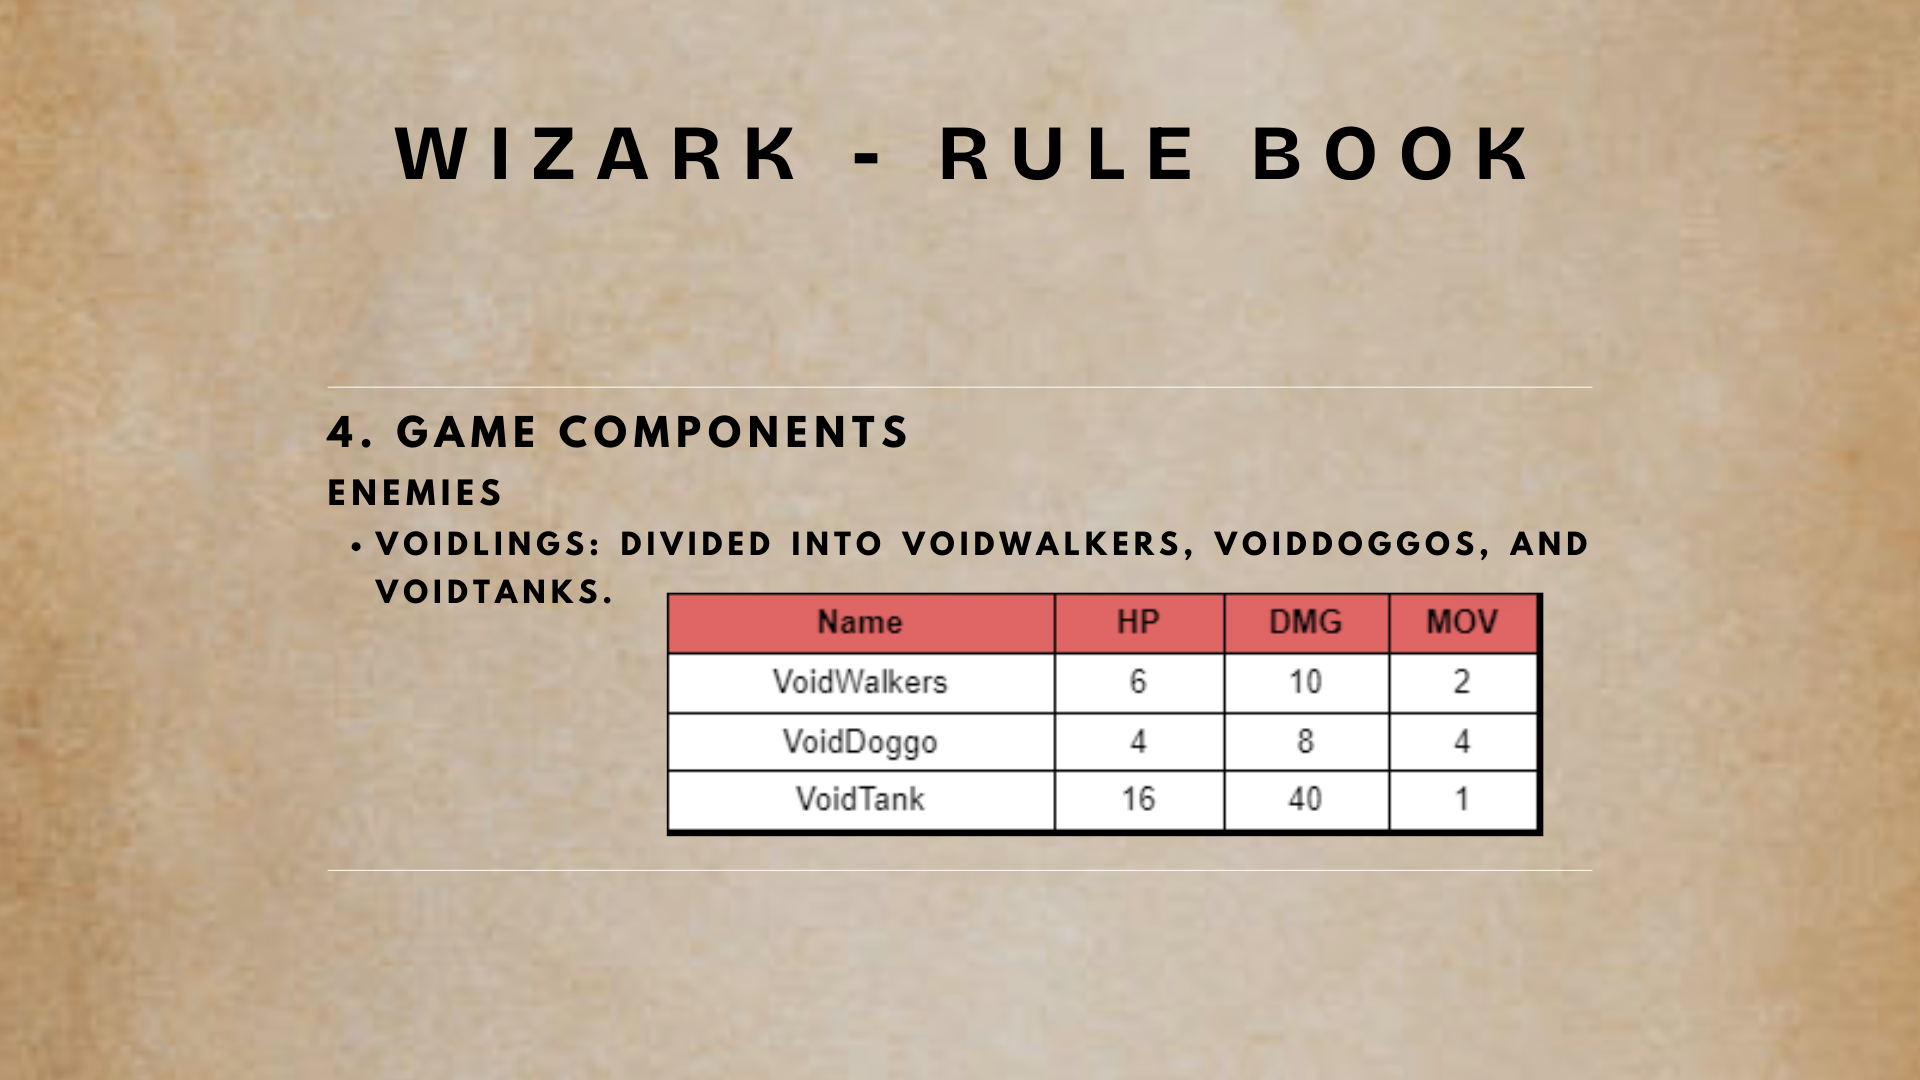 WIZARK - RULE BOOK
4. GAME COMPONENTS
ENEMIES
• VOIDLINGS: DIVIDED INTO VOIDWALKERS, VOIDDOGGOS, AND
VOIDTANKS.
Name HP DMG MOV
VoidWalkers 6 10 2
VoidDoggo 4 8 4
VoidTank 16 40 1